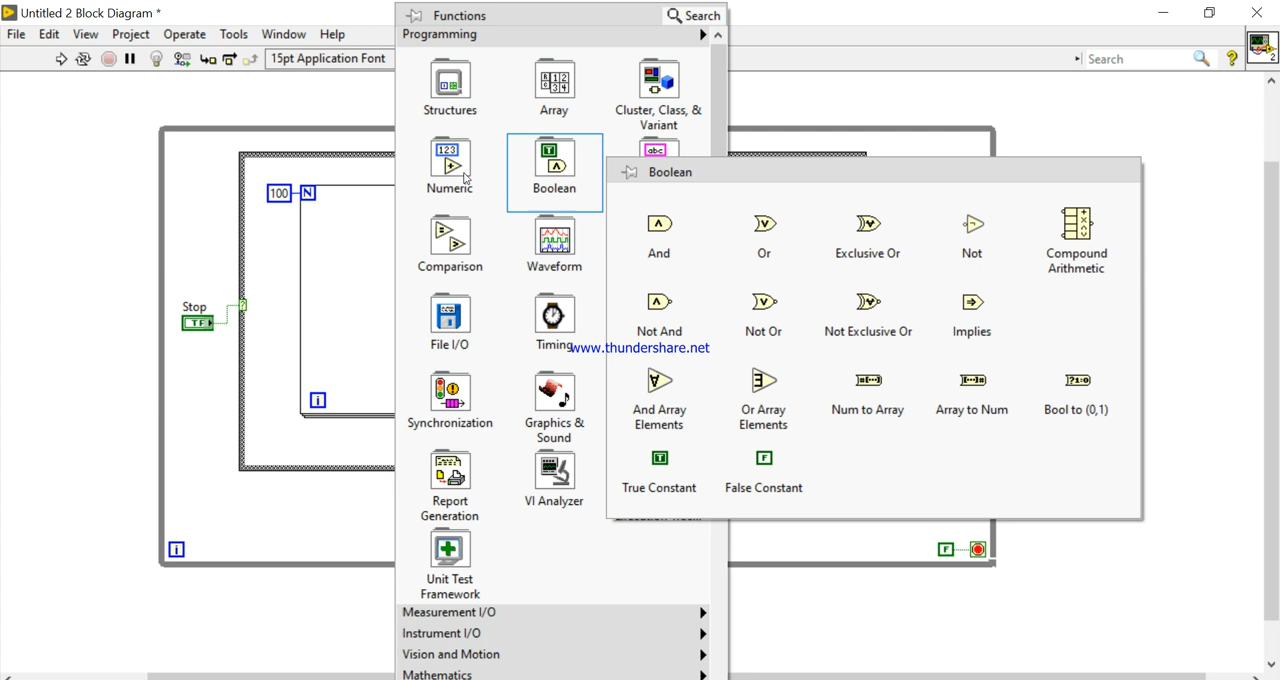 Untitled 2 Block Diagram *
File Edit View Project Operate Tools Window Help
15pt Application Font
Search
2
Functions
Search
Programming
Structures
Array
Cluster, Class, &
Variant
123
Numeric
Boolean
abc
Comparison
Waveform
File I/O
Timing
Synchronization
Graphics &
Sound
Report
Generation
VI Analyzer
Unit Test
Framework
Measurement I/O
Instrument I/O
Vision and Motion
Mathematics
www.thundershare.net
Boolean
And
Or
Exclusive Or
Not
Compound
Arithmetic
Not And
Not Or
Not Exclusive Or
Implies
And Array
Elements
Or Array
Elements
Num to Array
Array to Num
Bool to (0,1)
T
True Constant
F
False Constant
100 N
Stop
TF
?
i
i
F